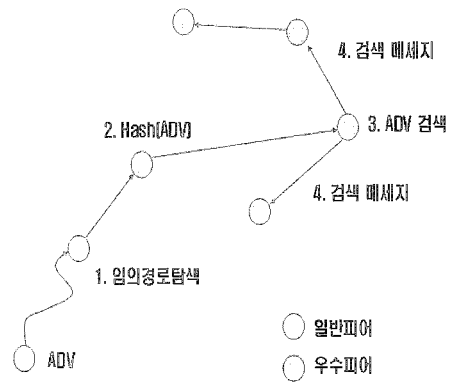 4. 검색 메세지
2. Hash(ADV)
3. ADV 검색
4. 검색 메세지
1. 임의경로탐색
일반피어
ADV
우수피어